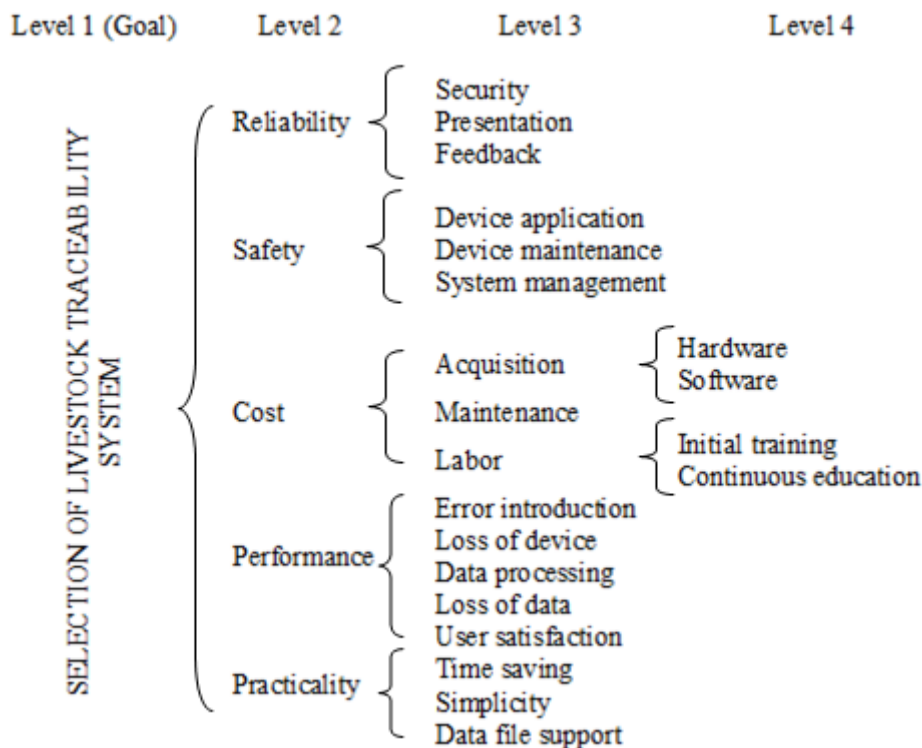 Level 1 (Goal) Level 2 Level 3 Level 4
SELECTION OF LIVESTOCK TRACEABILITY
SYSTEM
Reliability
Security
Presentation
Feedback
Safety
Device application
Device maintenance
System management
Cost
Acquisition
Hardware
Software
Maintenance
Labor
Initial training
Continuous education
Performance
Error introduction
Loss of device
Data processing
Loss of data
User satisfaction
Practicality
Time saving
Simplicity
Data file support